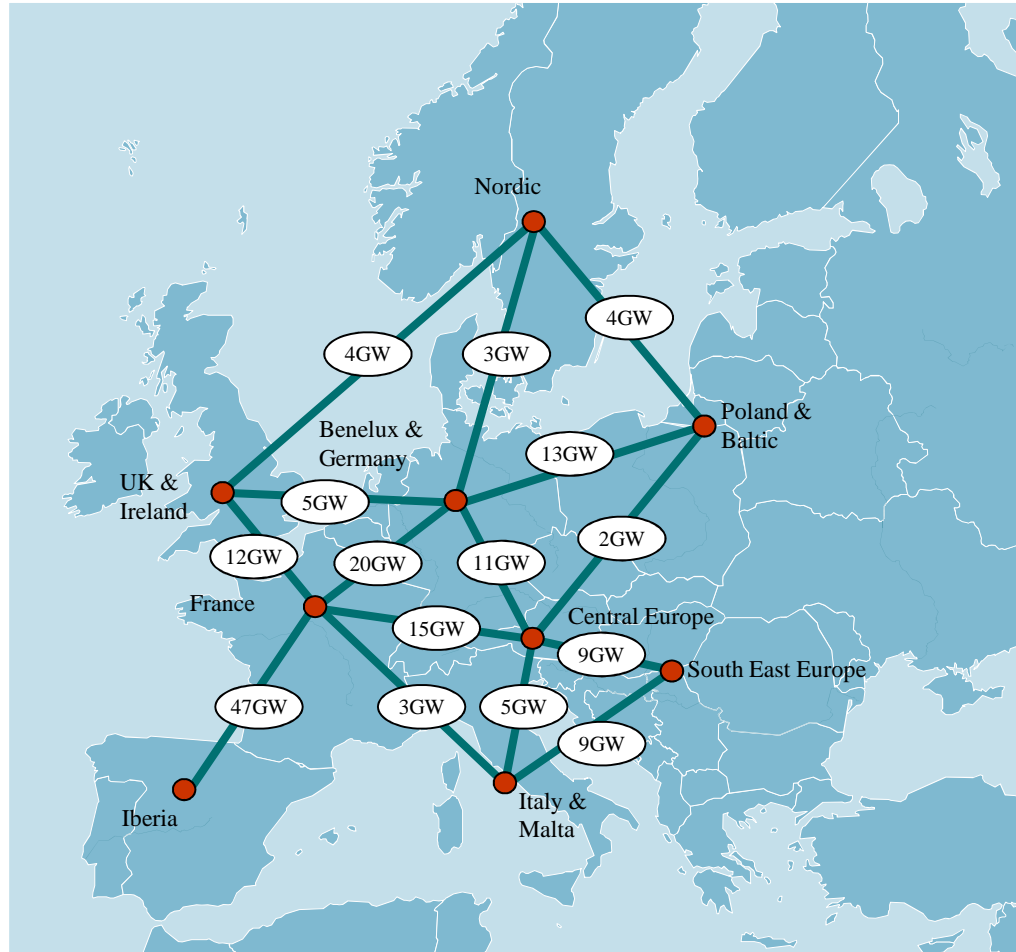 Nordic
4GW
4GW
3GW
Poland &
Baltic
Benelux &
Germany
13GW
UK &
Ireland
5GW
2GW
12GW
20GW
11GW
France
Central Europe
15GW
9GW
South East Europe
47GW
3GW
5GW
9GW
Iberia
Italy &
Malta